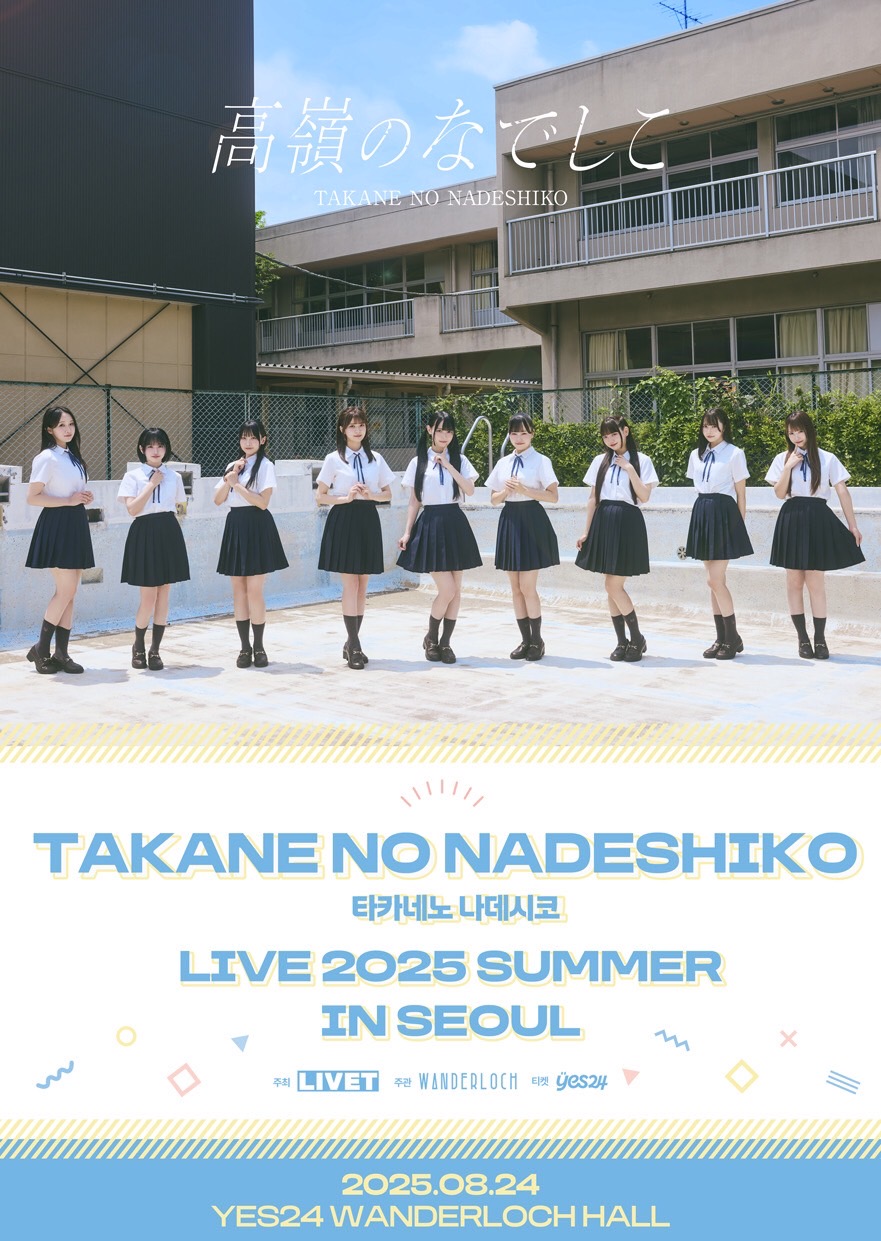 高嶺のなでしこ
TAKANE NO NADESHIKO
TAKANE NO NADESHIKO
타카네노 나데시코
LIVE 2025 SUMMER
IN SEOUL
주최 LIVET 주관 WANDERLOCH 티켓 yes24
2025.08.24
YES24 WANDERLOCH HALL